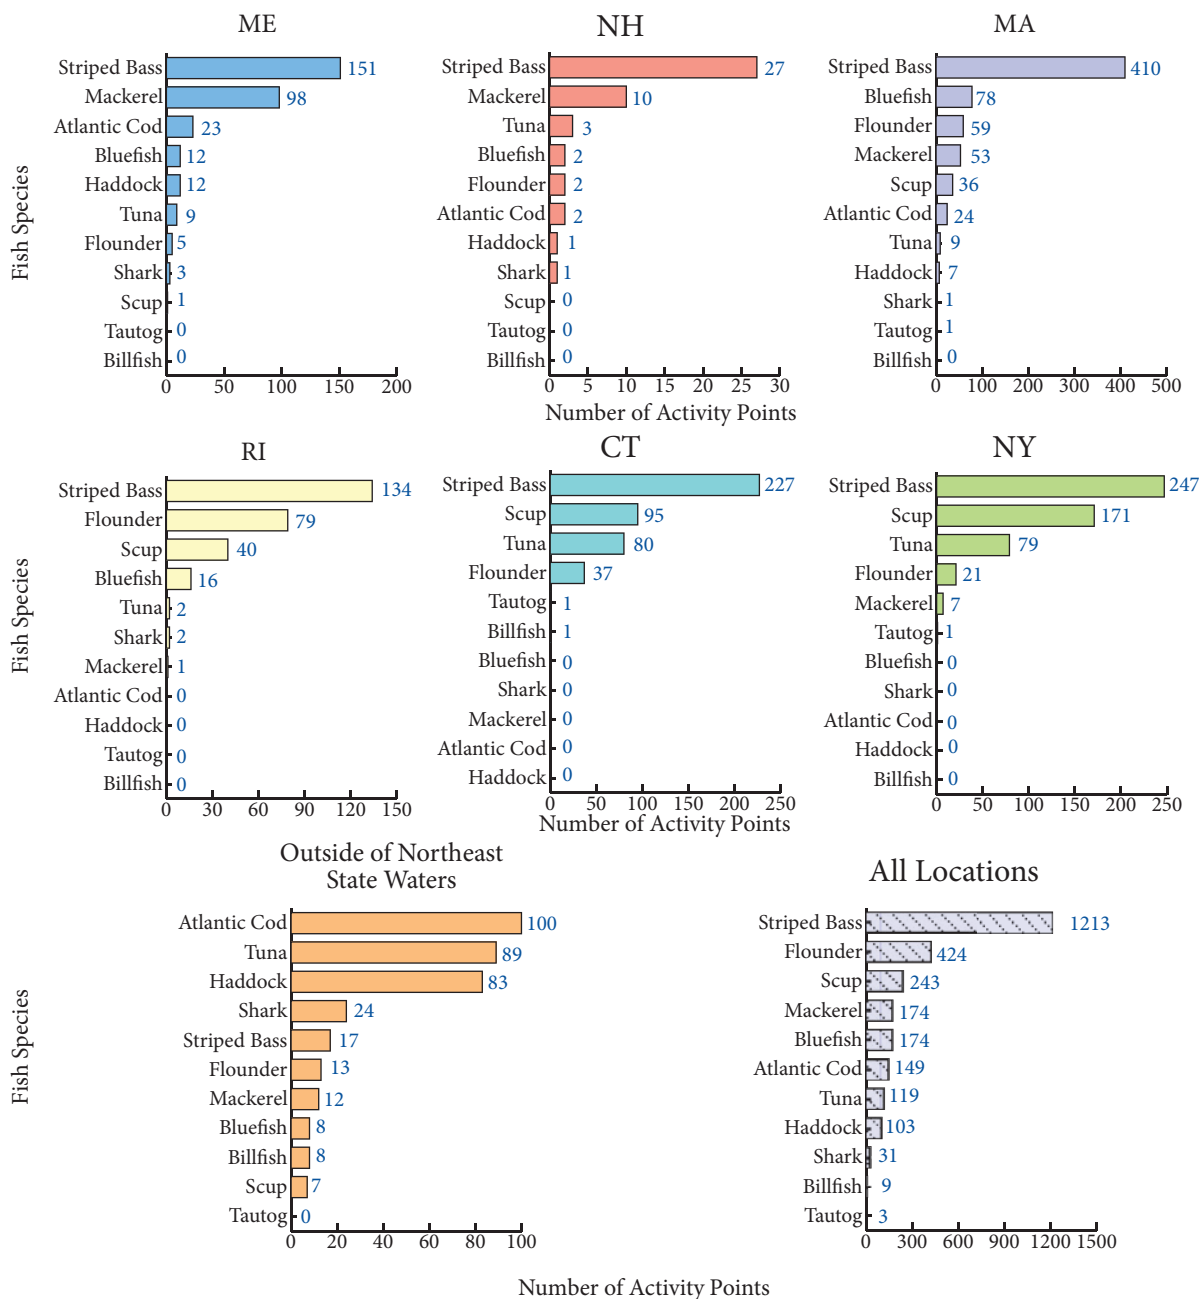 ME
Striped Bass 151
Mackerel 98
Atlantic Cod 23
Bluefish 12
Haddock 12
Tuna 9
Flounder 5
Shark 3
Scup 1
Tautog 0
Billfish 0
0 50 100 150 200
Fish Species
NH
Striped Bass 27
Mackerel 10
Tuna 3
Bluefish 2
Flounder 2
Atlantic Cod 2
Haddock 1
Shark 1
Scup 0
Tautog 0
Billfish 0
0 5 10 15 20 25 30
Number of Activity Points
MA
Striped Bass 410
Bluefish 78
Flounder 59
Mackerel 53
Scup 36
Atlantic Cod 24
Tuna 9
Haddock 7
Shark 1
Tautog 1
Billfish 0
0 100 200 300 400 500
RI
Striped Bass 134
Flounder 79
Scup 40
Bluefish 16
Tuna 2
Shark 2
Mackerel 1
Atlantic Cod 0
Haddock 0
Tautog 0
Billfish 0
0 30 60 90 120 150
Fish Species
CT
Striped Bass 227
Scup 95
Tuna 80
Flounder 37
Tautog 1
Billfish 1
Bluefish 0
Shark 0
Mackerel 0
Atlantic Cod 0
Haddock 0
0 50 100 150 200 250
Number of Activity Points
NY
Striped Bass 247
Scup 171
Tuna 79
Flounder 21
Mackerel 7
Tautog 1
Bluefish 0
Shark 0
Atlantic Cod 0
Haddock 0
Billfish 0
0 50 100 150 200 250
Outside of Northeast
State Waters
Atlantic Cod 100
Tuna 89
Haddock 83
Shark 24
Striped Bass 17
Flounder 13
Mackerel 12
Bluefish 8
Billfish 8
Scup 7
Tautog 0
0 20 40 60 80 100
Fish Species
All Locations
Striped Bass 1213
Flounder 424
Scup 243
Mackerel 174
Bluefish 174
Atlantic Cod 149
Tuna 119
Haddock 103
Shark 31
Billfish 9
Tautog 3
0 300 600 900 1200 1500
Number of Activity Points